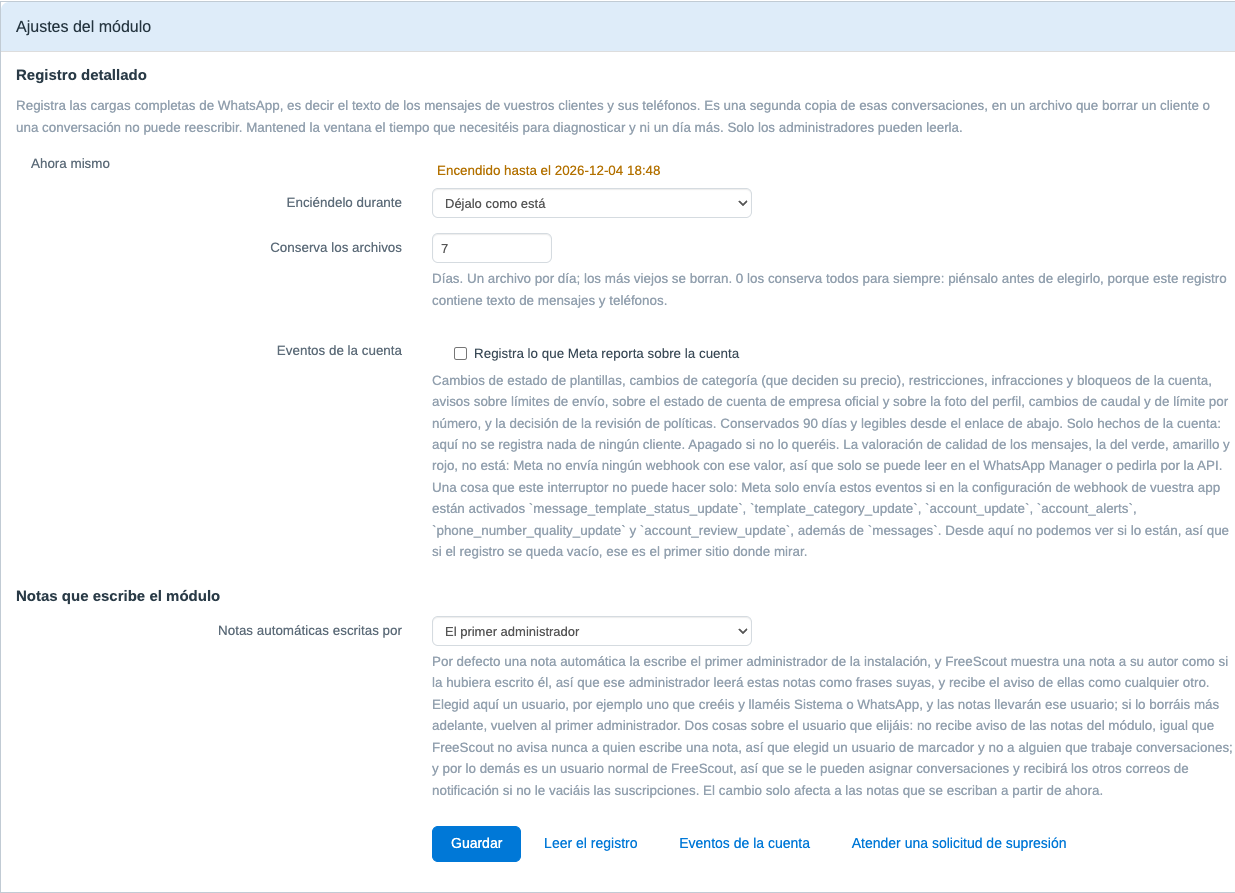 Ajustes del módulo
Registro detallado
Registra las cargas completas de WhatsApp, es decir el texto de los mensajes de vuestros clientes y sus teléfonos. Es una segunda copia de esas conversaciones, en un archivo que borrar un cliente o
una conversación no puede reescribir. Mantened la ventana el tiempo que necesitéis para diagnosticar y ni un día más. Solo los administradores pueden leerla.
Ahora mismo
Encendido hasta el 2026-12-04 18:48
Enciéndelo durante
Déjalo como está
Conserva los archivos
7
Días. Un archivo por día; los más viejos se borran. 0 los conserva todos para siempre: piénsalo antes de elegirlo, porque este registro
contiene texto de mensajes y teléfonos.
Eventos de la cuenta
Registra lo que Meta reporta sobre la cuenta
Cambios de estado de plantillas, cambios de categoría (que deciden su precio), restricciones, infracciones y bloqueos de la cuenta,
avisos sobre límites de envío, sobre el estado de cuenta de empresa oficial y sobre la foto del perfil, cambios de caudal y de límite por
número, y la decisión de la revisión de políticas. Conservados 90 días y legibles desde el enlace de abajo. Solo hechos de la cuenta:
aquí no se registra nada de ningún cliente. Apagado si no lo queréis. La valoración de calidad de los mensajes, la del verde, amarillo y
rojo, no está: Meta no envía ningún webhook con ese valor, así que solo se puede leer en el WhatsApp Manager o pedirla por la API.
Una cosa que este interruptor no puede hacer solo: Meta solo envía estos eventos si en la configuración de webhook de vuestra app
están activados `message_template_status_update`, `template_category_update`, `account_update`, `account_alerts`,
`phone_number_quality_update` y `account_review_update`, además de `messages`. Desde aquí no podemos ver si lo están, así que
si el registro se queda vacío, ese es el primer sitio donde mirar.
Notas que escribe el módulo
Notas automáticas escritas por
El primer administrador
Por defecto una nota automática la escribe el primer administrador de la instalación, y FreeScout muestra una nota a su autor como si
la hubiera escrito él, así que ese administrador leerá estas notas como frases suyas, y recibe el aviso de ellas como cualquier otro.
Elegid aquí un usuario, por ejemplo uno que creéis y llaméis Sistema o WhatsApp, y las notas llevarán ese usuario; si lo borráis más
adelante, vuelven al primer administrador. Dos cosas sobre el usuario que elijáis: no recibe aviso de las notas del módulo, igual que
FreeScout no avisa nunca a quien escribe una nota, así que elegid un usuario de marcador y no a alguien que trabaje conversaciones;
y por lo demás es un usuario normal de FreeScout, así que se le pueden asignar conversaciones y recibirá los otros correos de
notificación si no le vaciáis las suscripciones. El cambio solo afecta a las notas que se escriban a partir de ahora.
Guardar
Leer el registro
Eventos de la cuenta
Atender una solicitud de supresión